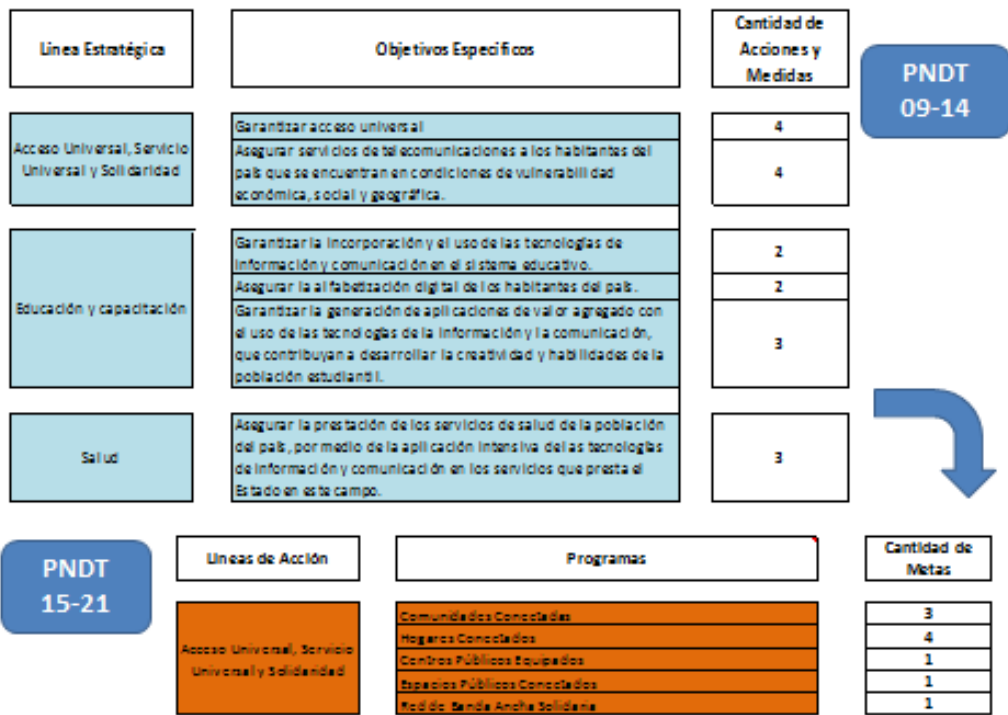 Línea Estratégica
Objetivos Específicos
Cantidad de
Acciones y
Medidas
PNDT
09-14
Acceso Universal, Servicio
Universal y Solidaridad
Garantizar acceso universal
4
Asegurar servicios de telecomunicaciones a los habitantes del
país que se encuentran en condiciones de vulnerabilidad
económica, social y geográfica.
4
Educación y capacitación
Garantizar la incorporación y el uso de las tecnologías de
información y comunicación en el sistema educativo.
2
Asegurar la alfabetización digital de los habitantes del país.
2
Garantizar la generación de aplicaciones de valor agregado con
el uso de las tecnologías de la información y la comunicación,
que contribuyan a desarrollar la creatividad y habilidades de la
población estudiantil.
3
Salud
Asegurar la prestación de los servicios de salud de la población
del país, por medio de la aplicación intensiva de las tecnologías
de información y comunicación en los servicios que presta el
Estado en este campo.
3
PNDT
15-21
Líneas de Acción
Programas
Cantidad de
Metas
Acceso Universal, Servicio
Universal y Solidaridad
Comunidades Conectadas
3
Hogares Conectados
4
Centros Públicos Equipados
1
Espacios Públicos Conectados
1
Red de Banda Ancha Solidaria
1